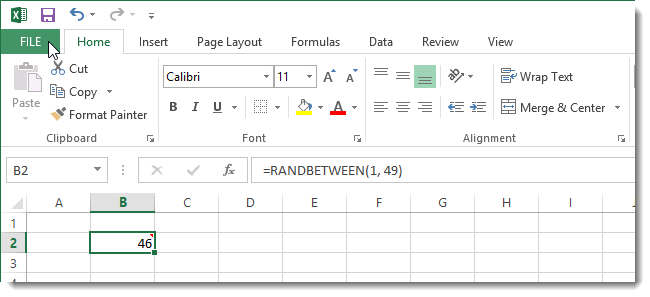 FILE Home Insert Page Layout Formulas Data Review View
Cut
Copy
Paste
Format Painter
Calibri 11 A A
B I U A
Wrap Text
Merge & Center
Clipboard Font Alignment
B2 fx =RANDBETWEEN(1, 49)
A B C D E F G H I J
1
2 46
3